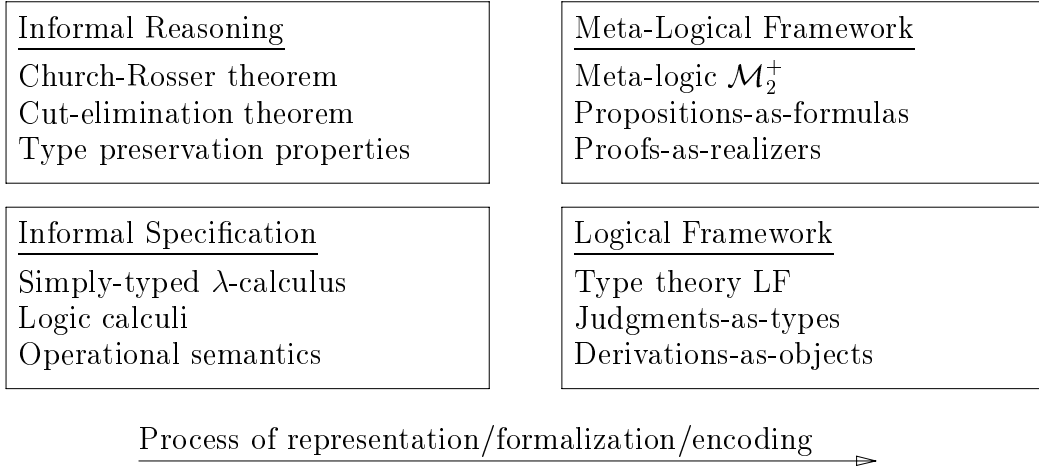 Informal Reasoning
Church-Rosser theorem
Cut-elimination theorem
Type preservation properties
Meta-Logical Framework
Meta-logic M₂⁺
Propositions-as-formulas
Proofs-as-realizers
Informal Specification
Simply-typed λ-calculus
Logic calculi
Operational semantics
Logical Framework
Type theory LF
Judgments-as-types
Derivations-as-objects
Process of representation/formalization/encoding